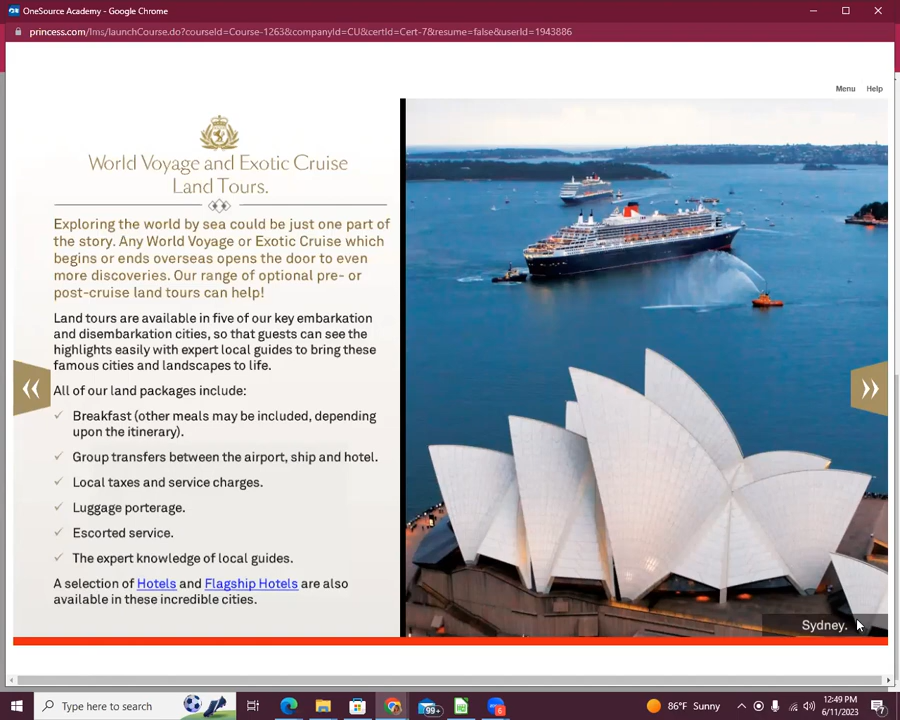 OneSource Academy - Google Chrome
princess.com/lms/launchCourse.do?courseId=Course-1263&companyId=CU&certId=Cert-7&resume=false&userId=1943886
Menu Help
World Voyage and Exotic Cruise
Land Tours.
Exploring the world by sea could be just one part of
the story. Any World Voyage or Exotic Cruise which
begins or ends overseas opens the door to even
more discoveries. Our range of optional pre- or
post-cruise land tours can help!
Land tours are available in five of our key embarkation
and disembarkation cities, so that guests can see the
highlights easily with expert local guides to bring these
famous cities and landscapes to life.
All of our land packages include:
Breakfast (other meals may be included, depending
upon the itinerary).
Group transfers between the airport, ship and hotel.
Local taxes and service charges.
Luggage porterage.
Escorted service.
The expert knowledge of local guides.
A selection of Hotels and Flagship Hotels are also
available in these incredible cities.
Sydney.
Type here to search
99+
6
86°F Sunny
12:49 PM
6/11/2023
7